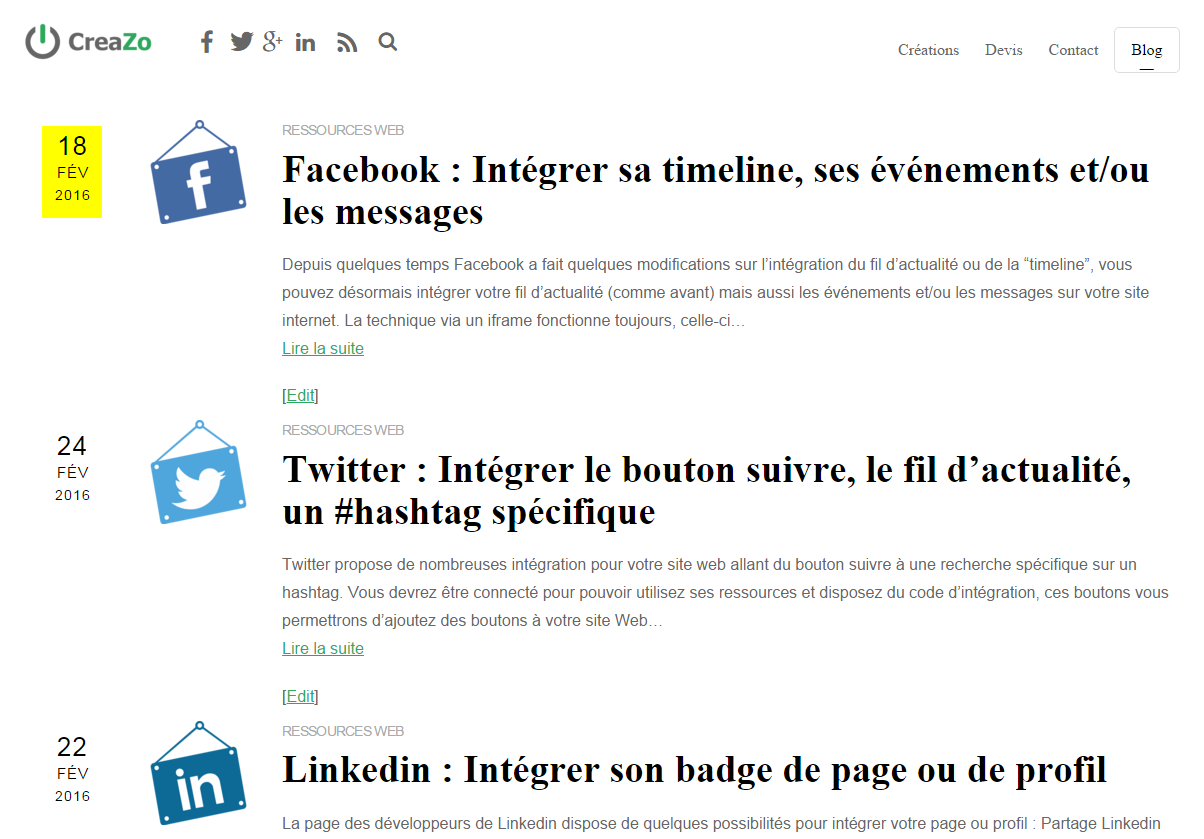 CreaZo
Créations Devis Contact Blog
18
FÉV
2016
RESSOURCES WEB
Facebook : Intégrer sa timeline, ses événements et/ou
les messages
Depuis quelques temps Facebook a fait quelques modifications sur l’intégration du fil d’actualité ou de la “timeline”, vous
pouvez désormais intégrer votre fil d’actualité (comme avant) mais aussi les événements et/ou les messages sur votre site
internet. La technique via un iframe fonctionne toujours, celle-ci…
Lire la suite
[Edit]
24
FÉV
2016
RESSOURCES WEB
Twitter : Intégrer le bouton suivre, le fil d’actualité,
un #hashtag spécifique
Twitter propose de nombreuses intégration pour votre site web allant du bouton suivre à une recherche spécifique sur un
hashtag. Vous devrez être connecté pour pouvoir utilisez ses ressources et disposez du code d’intégration, ces boutons vous
permettrons d’ajoutez des boutons à votre site Web…
Lire la suite
[Edit]
22
FÉV
2016
in
RESSOURCES WEB
Linkedin : Intégrer son badge de page ou de profil
La page des développeurs de Linkedin dispose de quelques possibilités pour intégrer votre page ou profil : Partage Linkedin